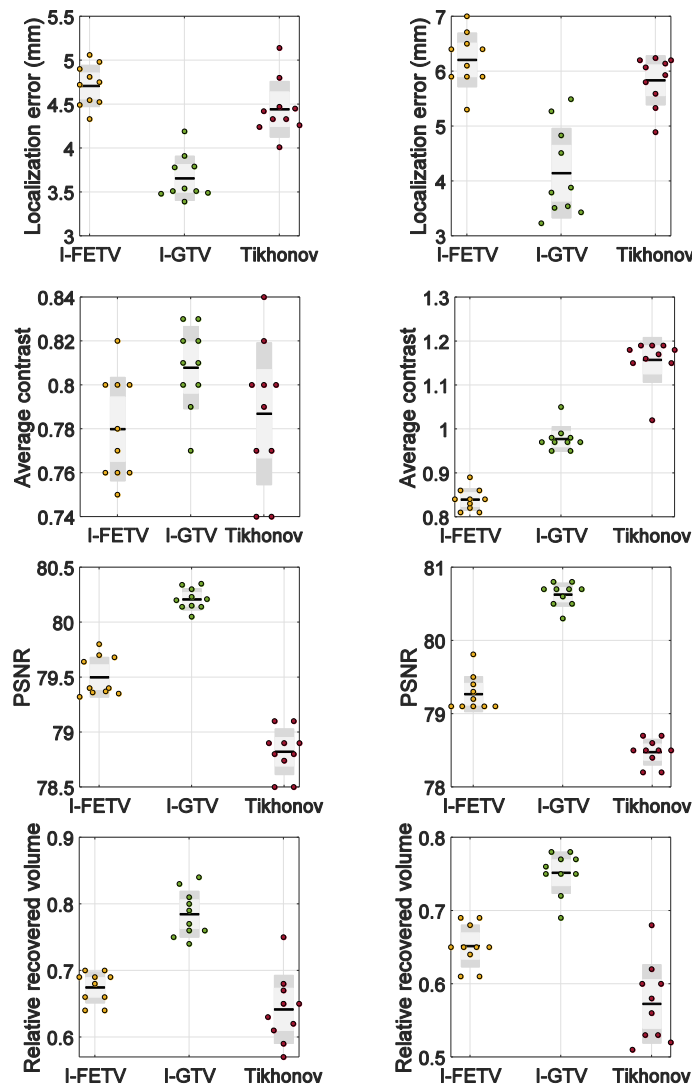 Localization error (mm)
5.5
5
4.5
4
3.5
3
I-FETV I-GTV Tikhonov
Localization error (mm)
7
6
5
4
3
I-FETV I-GTV Tikhonov
Average contrast
0.84
0.82
0.8
0.78
0.76
0.74
I-FETV I-GTV Tikhonov
Average contrast
1.3
1.2
1.1
1
0.9
0.8
I-FETV I-GTV Tikhonov
PSNR
80.5
80
79.5
79
78.5
I-FETV I-GTV Tikhonov
PSNR
81
80
79
78
I-FETV I-GTV Tikhonov
Relative recovered volume
0.9
0.8
0.7
0.6
I-FETV I-GTV Tikhonov
Relative recovered volume
0.8
0.7
0.6
0.5
I-FETV I-GTV Tikhonov